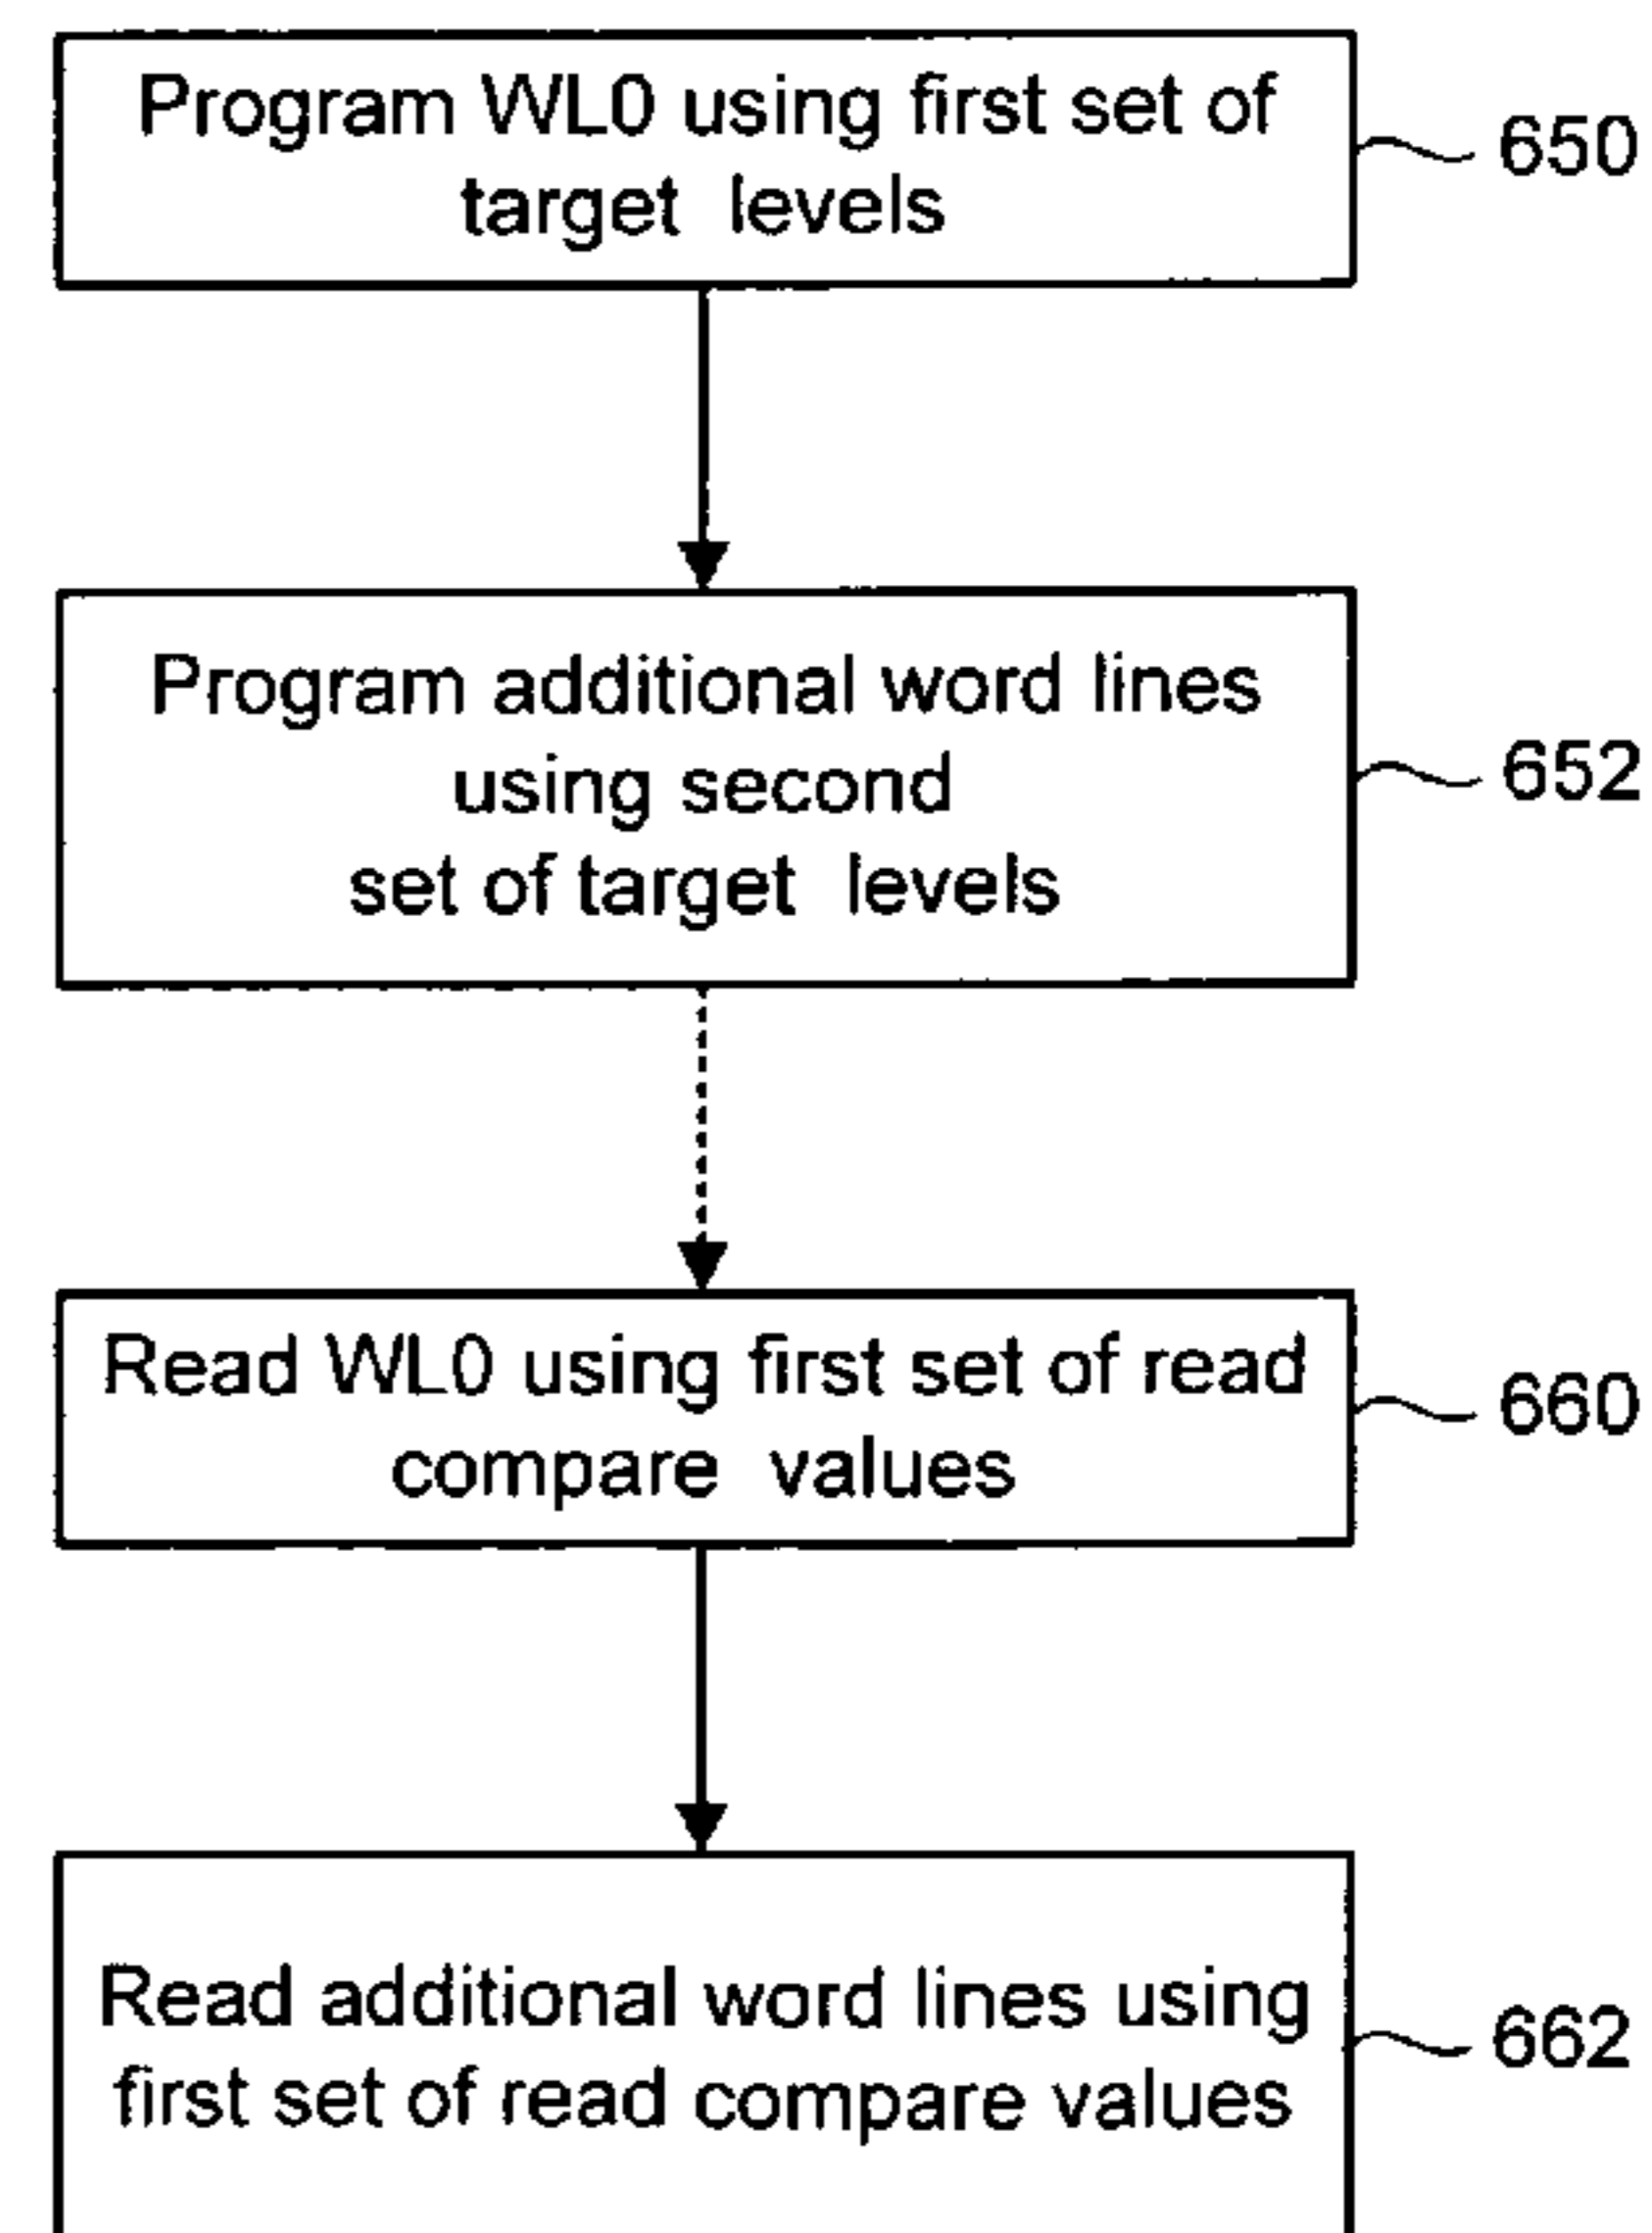 Program WL0 using first set of
target levels
650
Program additional word lines
using second
set of target levels
652
Read WL0 using first set of read
compare values
660
Read additional word lines using
first set of read compare values
662